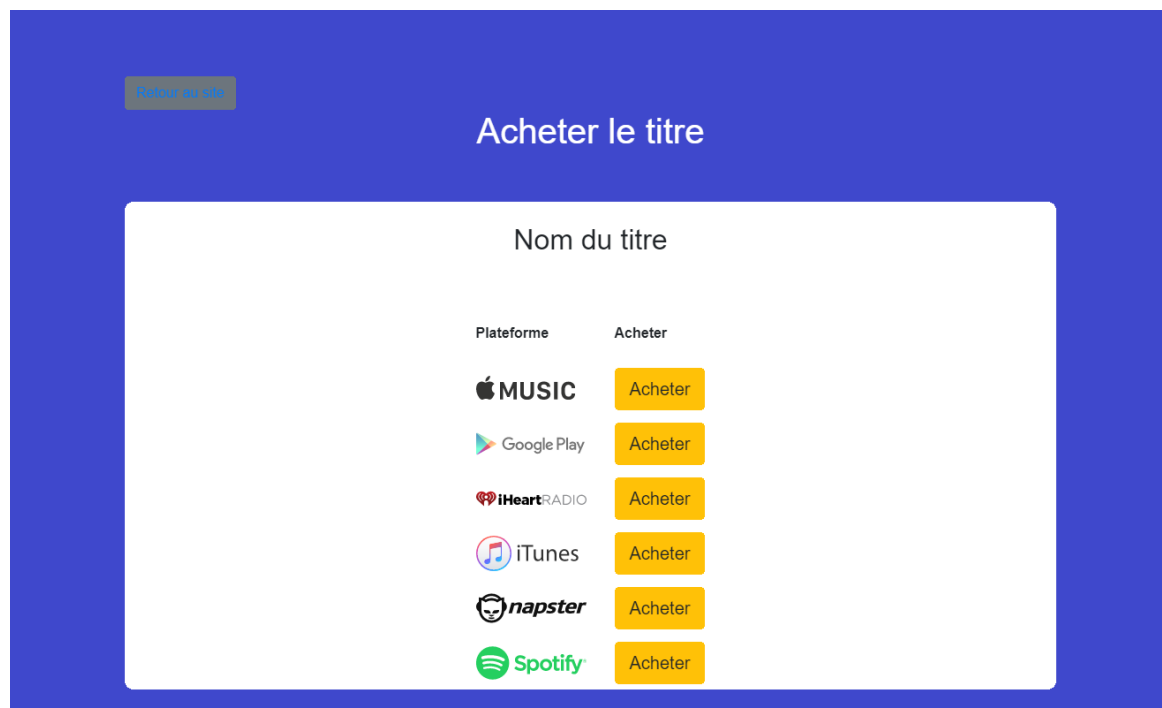 Retour au site
Acheter le titre
Nom du titre
Plateforme Acheter
MUSIC Acheter
Google Play Acheter
iHeartRADIO Acheter
iTunes Acheter
napster Acheter
Spotify Acheter